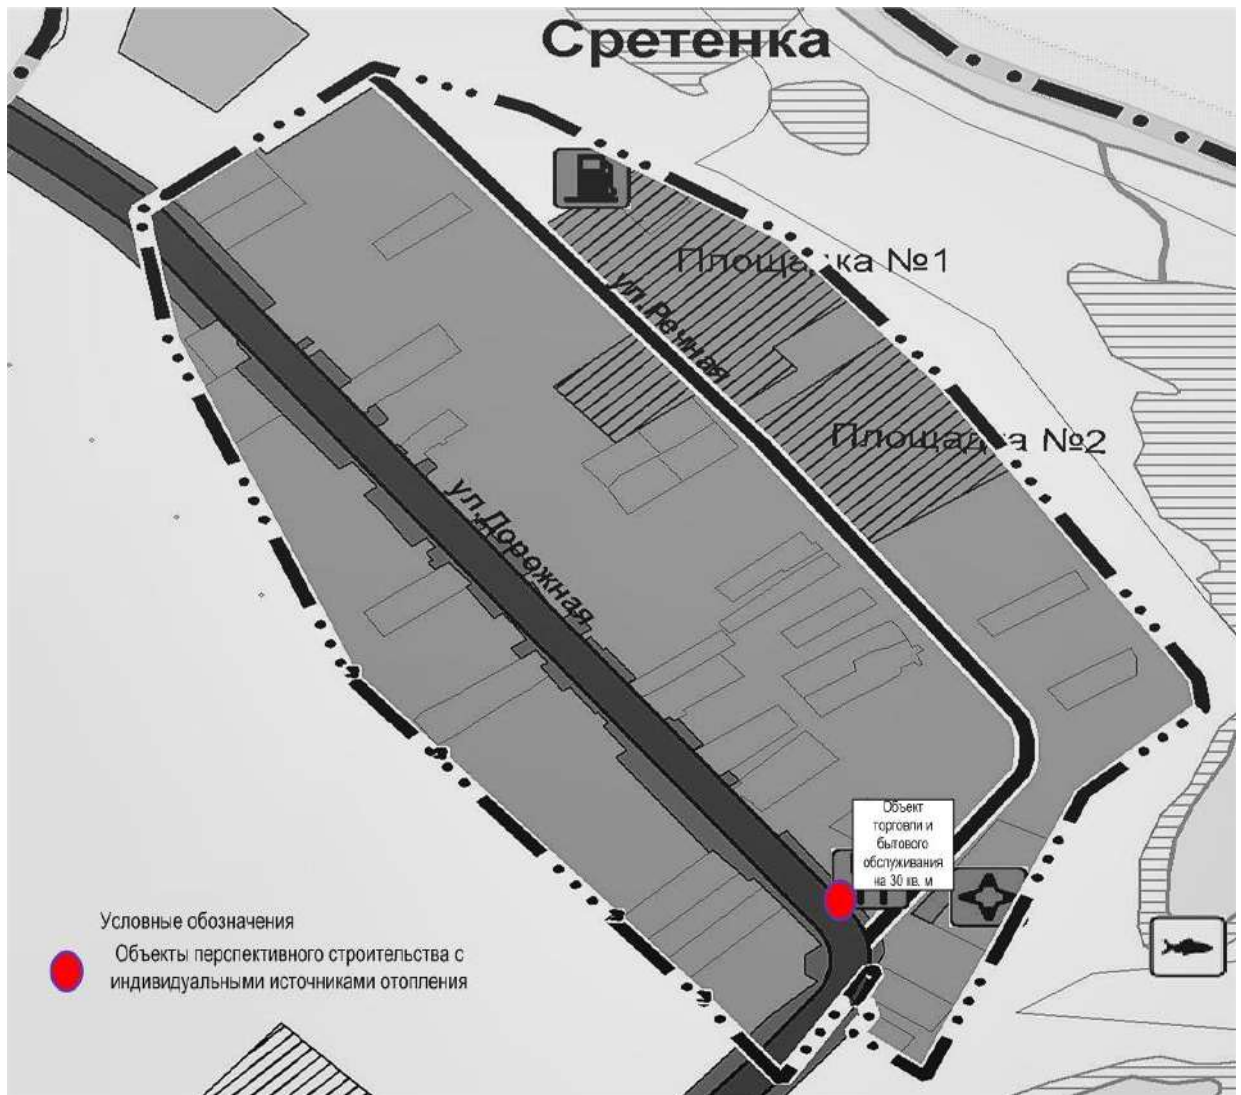 Сретенка
Площадка №1
ул.Речная
Площадка №2
ул.Дорожная
Объект
торговли и
бытового
обслуживания
на 30 кв. м
Условные обозначения
Объекты перспективного строительства с
индивидуальными источниками отопления